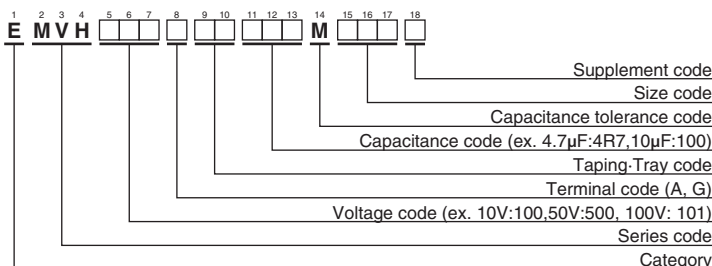 1 2 3 4 5 6 7 8 9 10 11 12 13 14 15 16 17 18
E M V H □□□ □ □□ □□□ M □□□ □
Supplement code
Size code
Capacitance tolerance code
Capacitance code (ex. 4.7µF:4R7,10µF:100)
Taping·Tray code
Terminal code (A, G)
Voltage code (ex. 10V:100,50V:500, 100V: 101)
Series code
Category